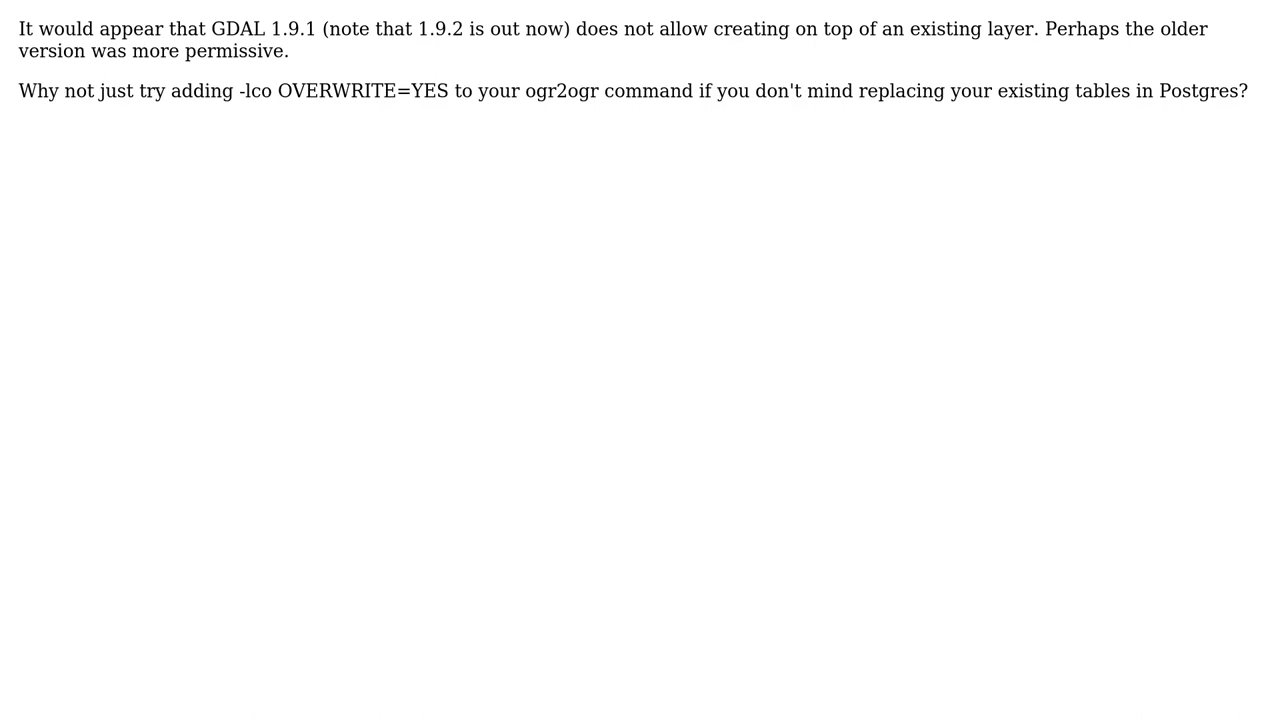 It would appear that GDAL 1.9.1 (note that 1.9.2 is out now) does not allow creating on top of an existing layer. Perhaps the older
version was more permissive.
Why not just try adding -lco OVERWRITE=YES to your ogr2ogr command if you don't mind replacing your existing tables in Postgres?